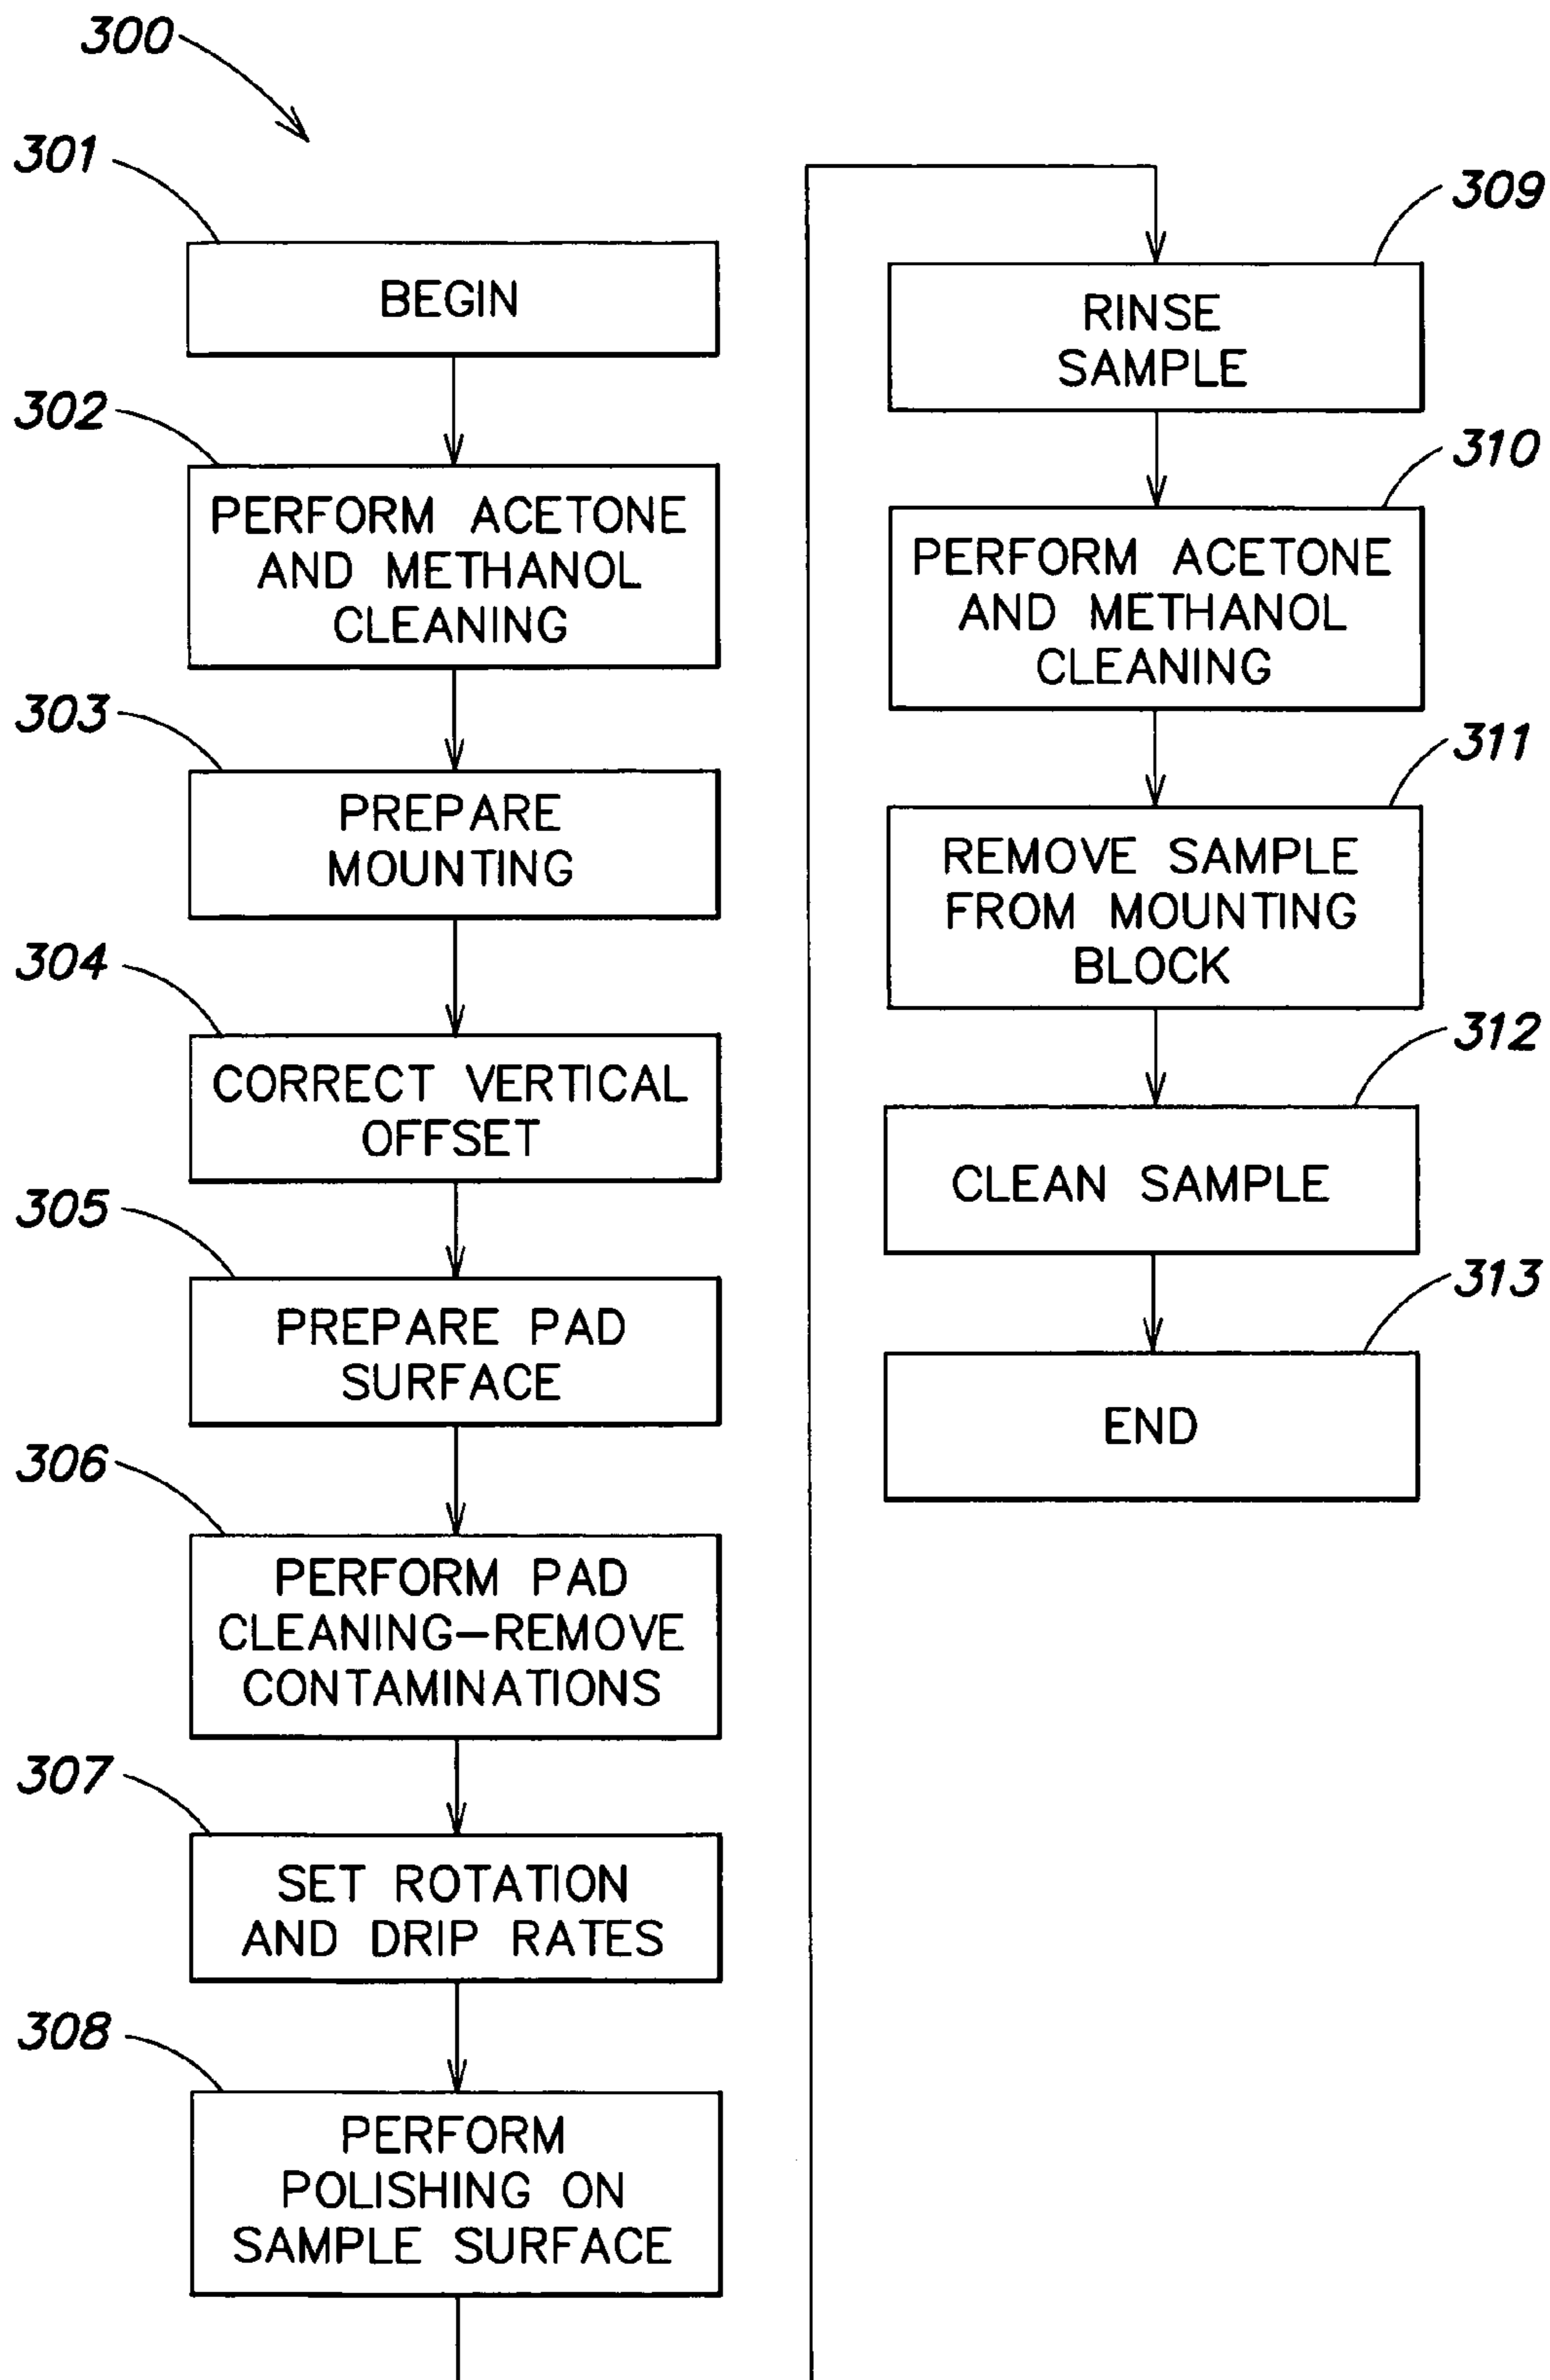 300
301
BEGIN
302
PERFORM ACETONE
AND METHANOL
CLEANING
303
PREPARE
MOUNTING
304
CORRECT VERTICAL
OFFSET
305
PREPARE PAD
SURFACE
306
PERFORM PAD
CLEANING–REMOVE
CONTAMINATIONS
307
SET ROTATION
AND DRIP RATES
308
PERFORM
POLISHING ON
SAMPLE SURFACE
309
RINSE
SAMPLE
310
PERFORM ACETONE
AND METHANOL
CLEANING
311
REMOVE SAMPLE
FROM MOUNTING
BLOCK
312
CLEAN SAMPLE
313
END